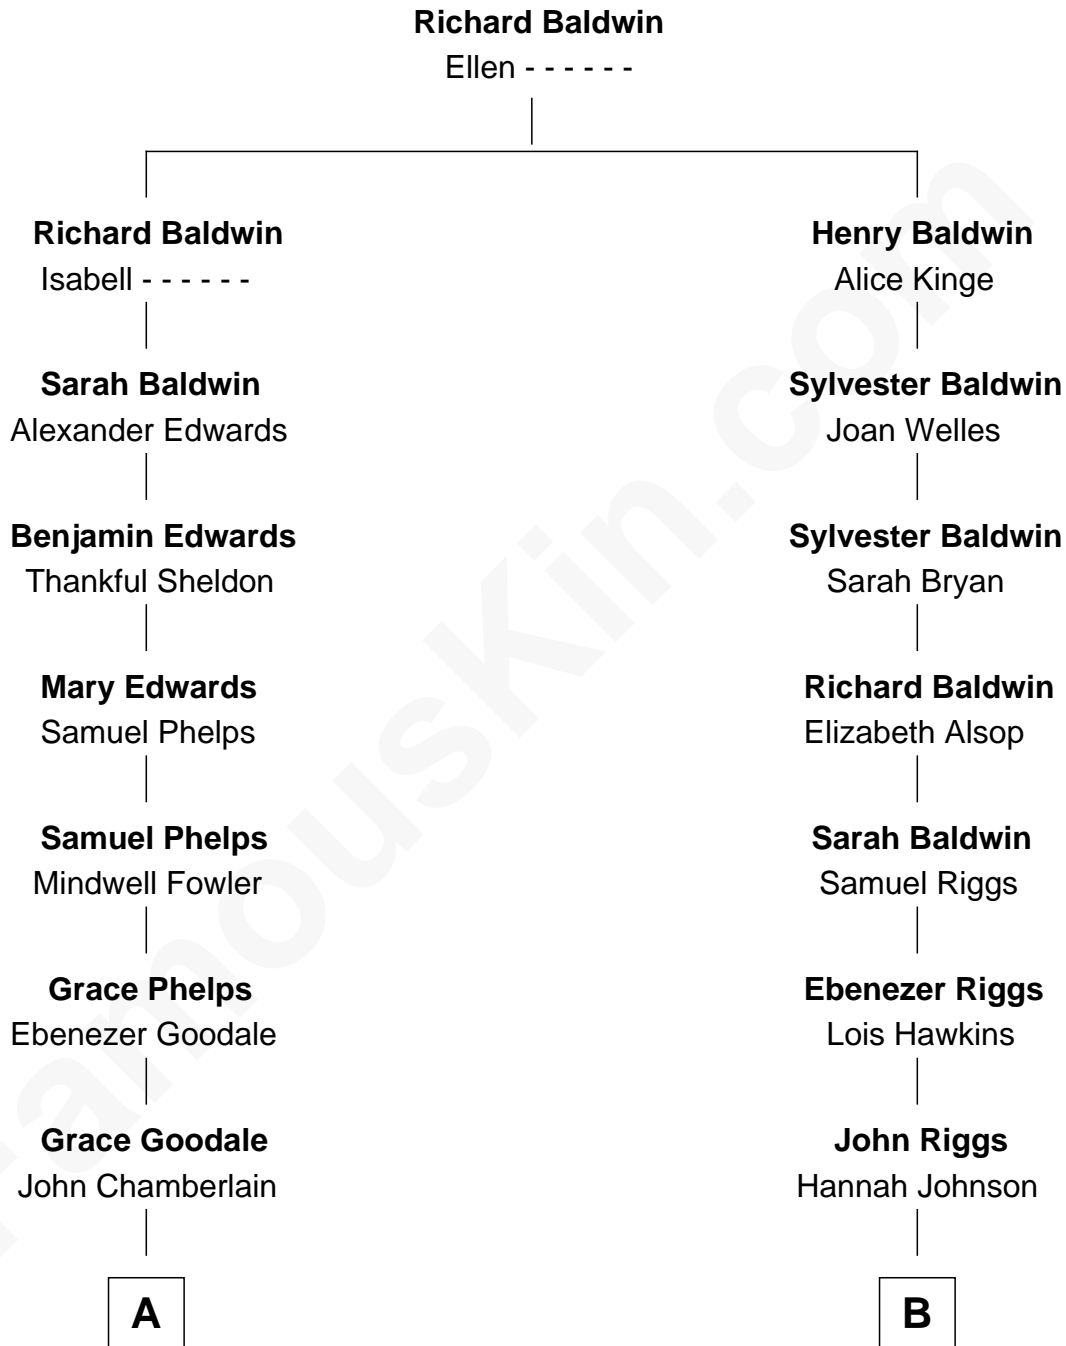 Richard Baldwin
Ellen - - - - - -
Richard Baldwin
Isabell - - - - - -
Henry Baldwin
Alice Kinge
Sarah Baldwin
Alexander Edwards
Sylvester Baldwin
Joan Welles
Benjamin Edwards
Thankful Sheldon
Sylvester Baldwin
Sarah Bryan
Mary Edwards
Samuel Phelps
Richard Baldwin
Elizabeth Alsop
Samuel Phelps
Mindwell Fowler
Sarah Baldwin
Samuel Riggs
Grace Phelps
Ebenezer Goodale
Ebenezer Riggs
Lois Hawkins
Grace Goodale
John Chamberlain
John Riggs
Hannah Johnson
A
B
FamousKin.com